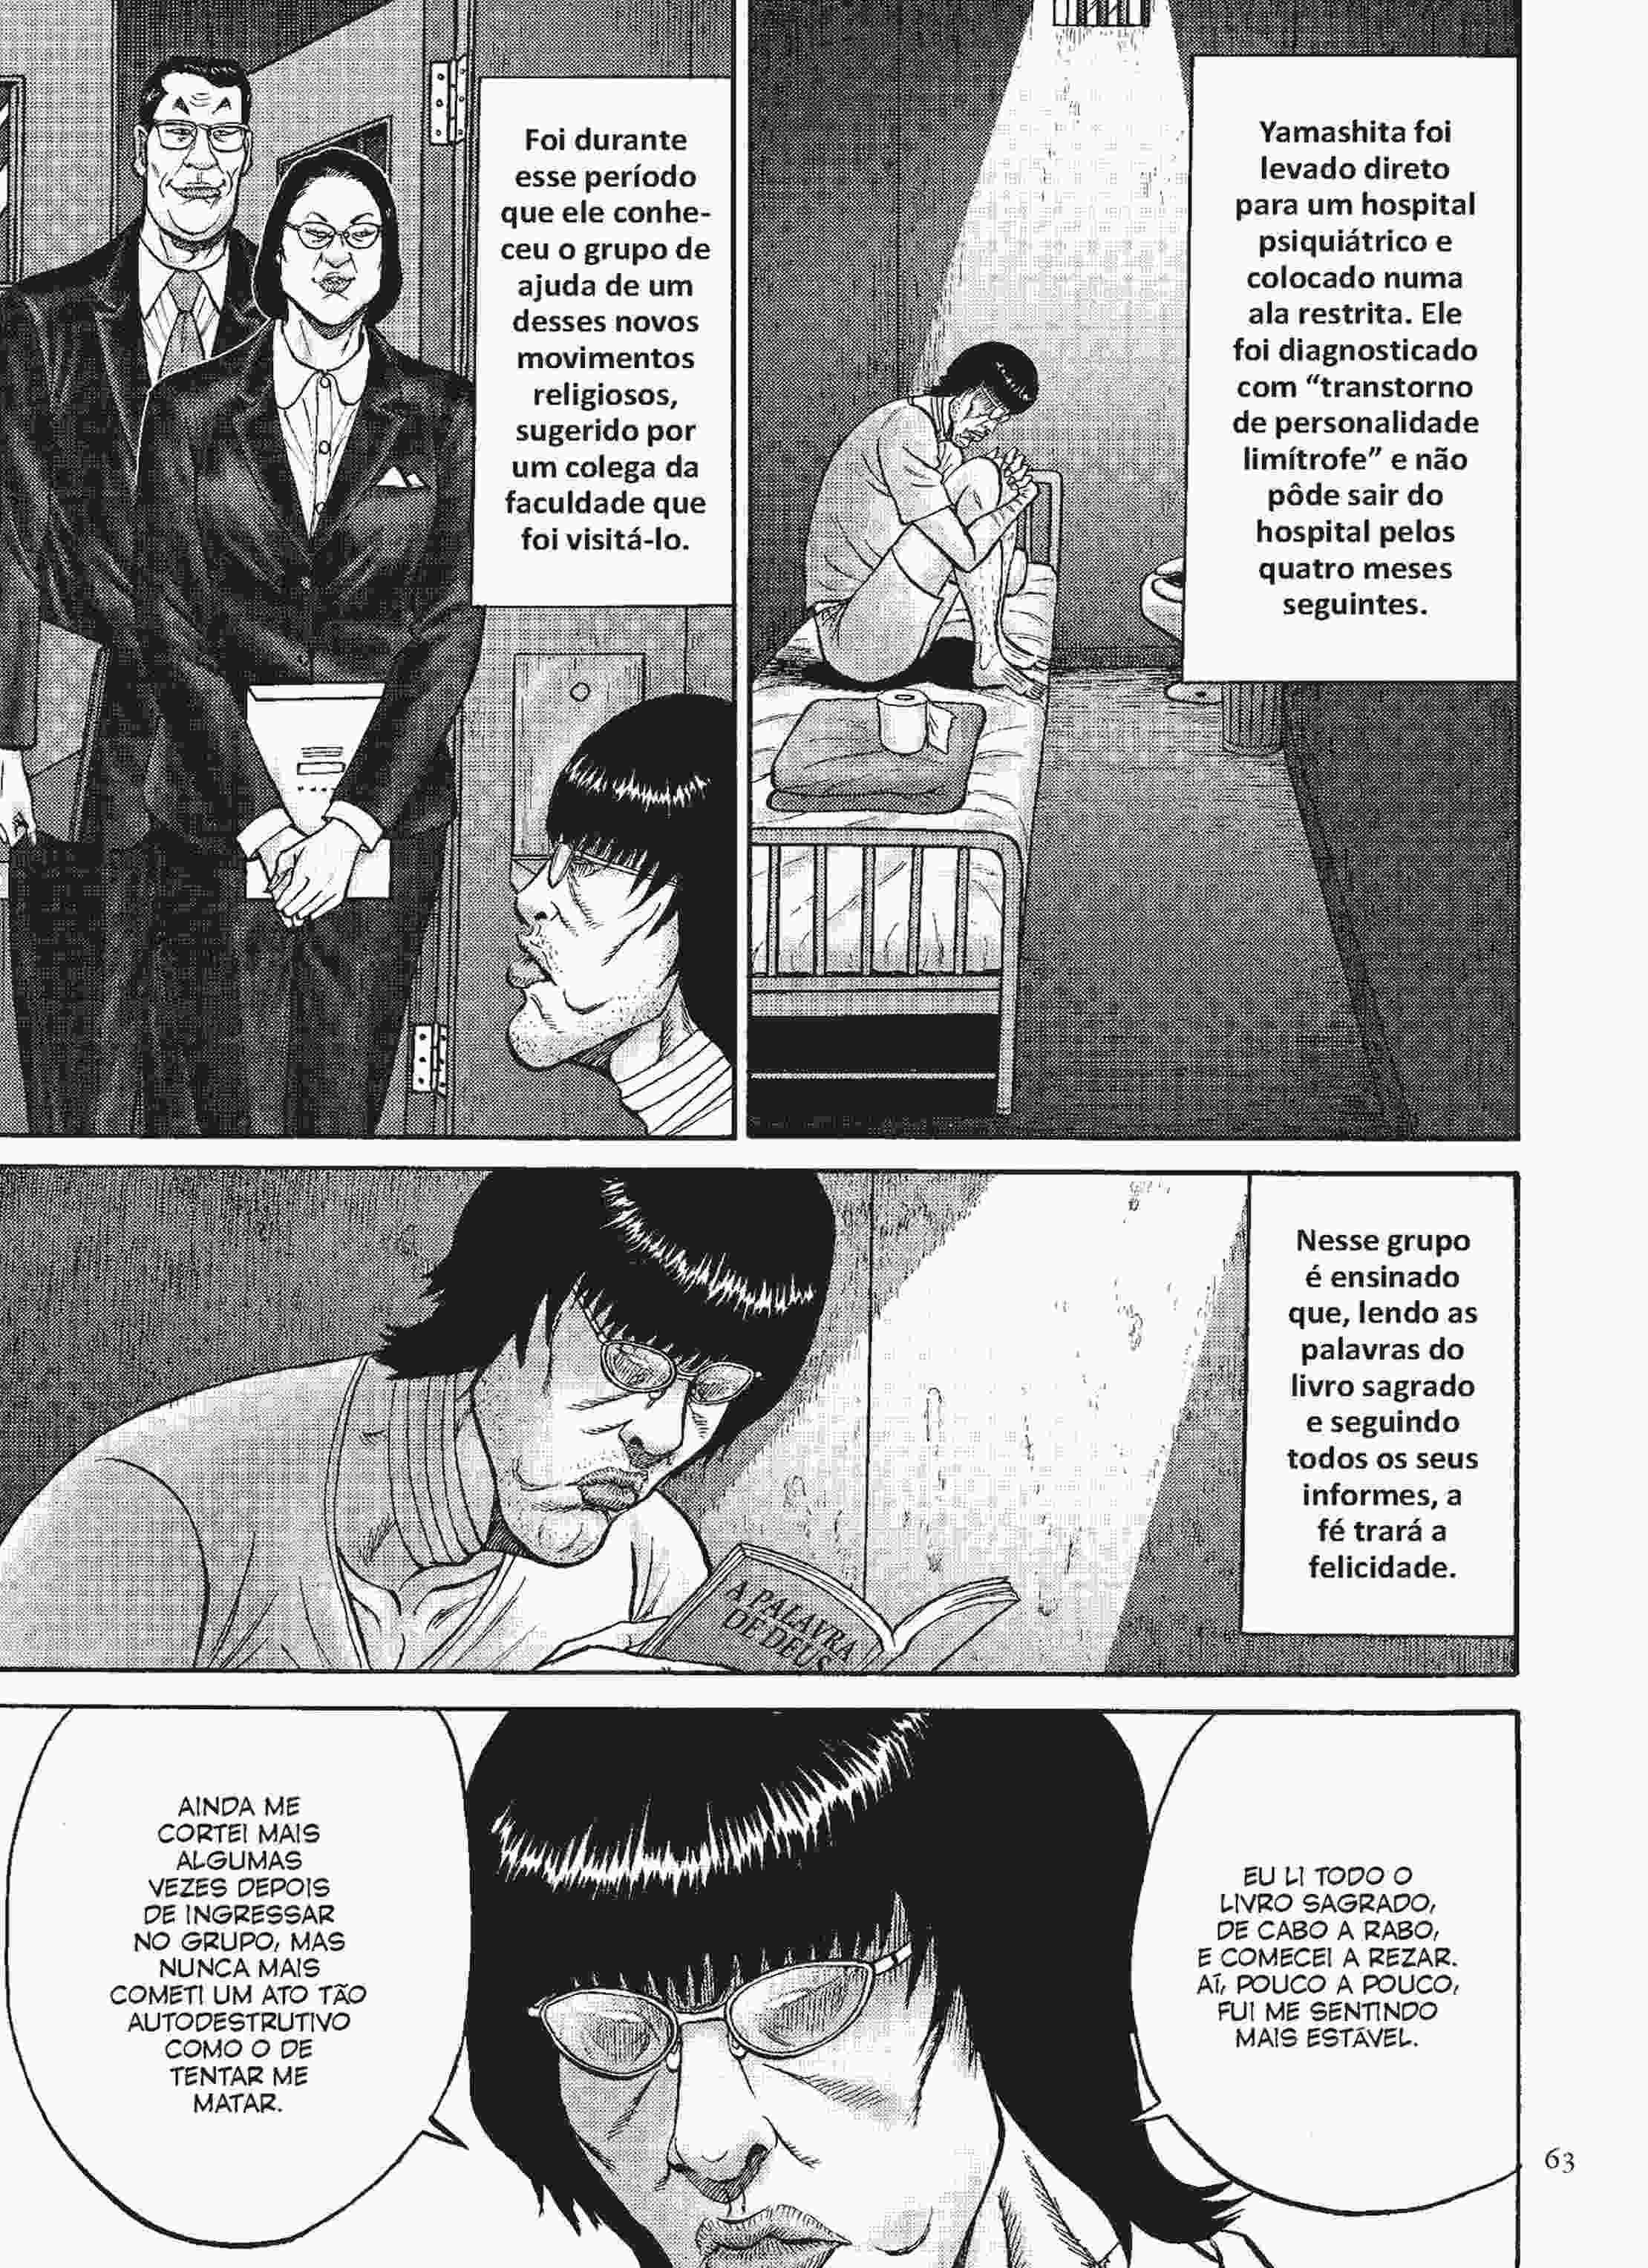 Yamashita foi
levado direto
para um hospital
psiquiátrico e
colocado numa
ala restrita. Ele
foi diagnosticado
com “transtorno
de personalidade
limítrofe” e não
pôde sair do
hospital pelos
quatro meses
seguintes.
Foi durante
esse período
que ele conhe-
ceu o grupo de
ajuda de um
desses novos
movimentos
religiosos,
sugerido por
um colega da
faculdade que
foi visitá-lo.
Nesse grupo
é ensinado
que, lendo as
palavras do
livro sagrado
e seguindo
todos os seus
informes, a
fé trará a
felicidade.
A PALAVRA
DE DEUS
EU LI TODO O
LIVRO SAGRADO,
DE CABO A RABO,
E COMECEI A REZAR.
AÍ, POUCO A POUCO,
FUI ME SENTINDO
MAIS ESTÁVEL.
AINDA ME
CORTEI MAIS
ALGUMAS
VEZES DEPOIS
DE INGRESSAR
NO GRUPO, MAS
NUNCA MAIS
COMETI UM ATO TÃO
AUTODESTRUTIVO
COMO O DE
TENTAR ME
MATAR.
63